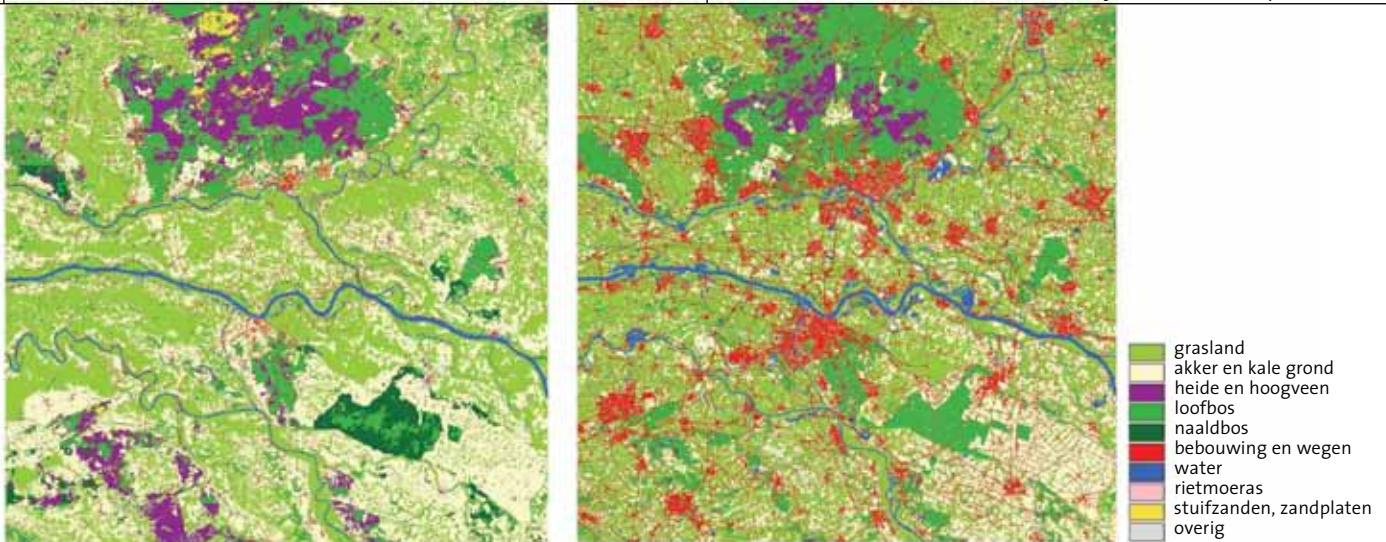 grasland
akker en kale grond
heide en hoogveen
loofbos
naaldbos
bebouwing en wegen
water
rietmoeras
stuifzanden, zandplaten
overig